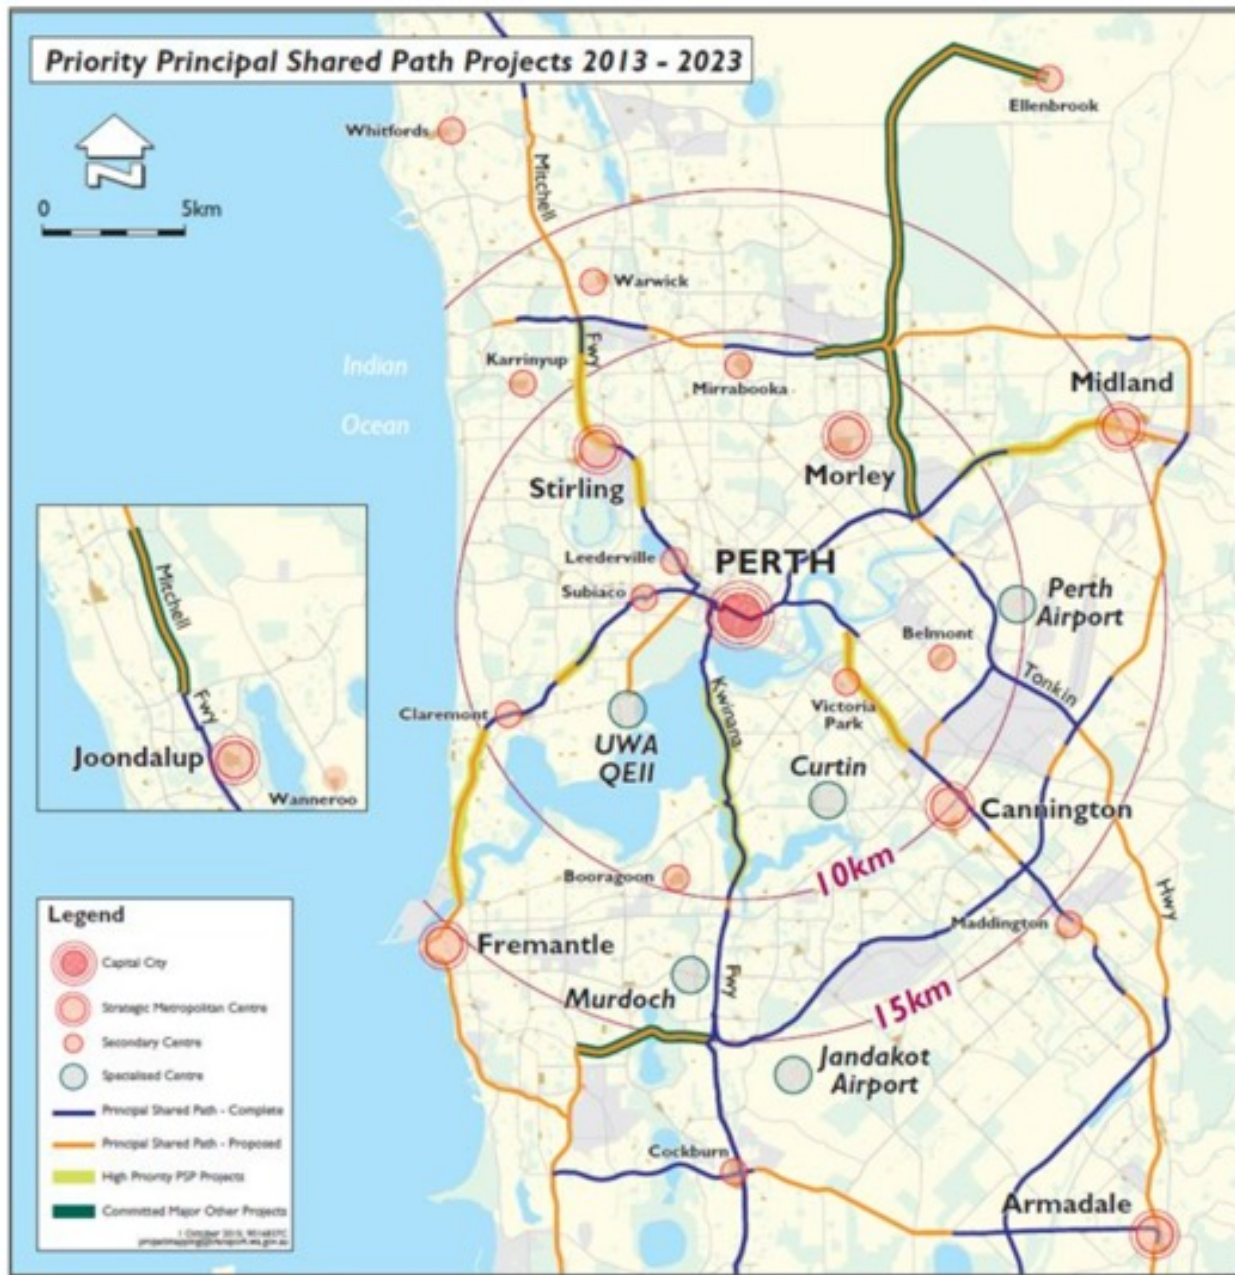 Priority Principal Shared Path Projects 2013 - 2023
Ellenbrook
Whitfords
Mitchell
0 5km
Warwick
Fwy
Karrinyup
Mirrabooka
Indian
Ocean
Midland
Morley
Stirling
Leederville
PERTH
Subiaco
Perth
Airport
Belmont
Mitchell
Fwy
Joondalup
Wanneroo
Claremont
UWA
QEII
Kwinana
Victoria
Park
Tonkin
Curtin
Cannington
10km
Booragoon
Maddington
Hwy
Fremantle
Murdoch
Fwy
15km
Jandakot
Airport
Cockburn
Armadale
Legend
Capital City
Strategic Metropolitan Centre
Secondary Centre
Specialised Centre
Principal Shared Path - Complete
Principal Shared Path - Proposed
High Priority PSP Projects
Committed Major Other Projects